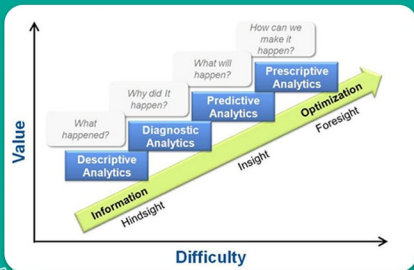 How can we
make it
happen?
What will
happen?
Prescriptive
Analytics
Why did It
happen?
Predictive
Analytics
What
happened?
Diagnostic
Analytics
Descriptive
Analytics
Value
Information
Optimization
Hindsight
Insight
Foresight
Difficulty